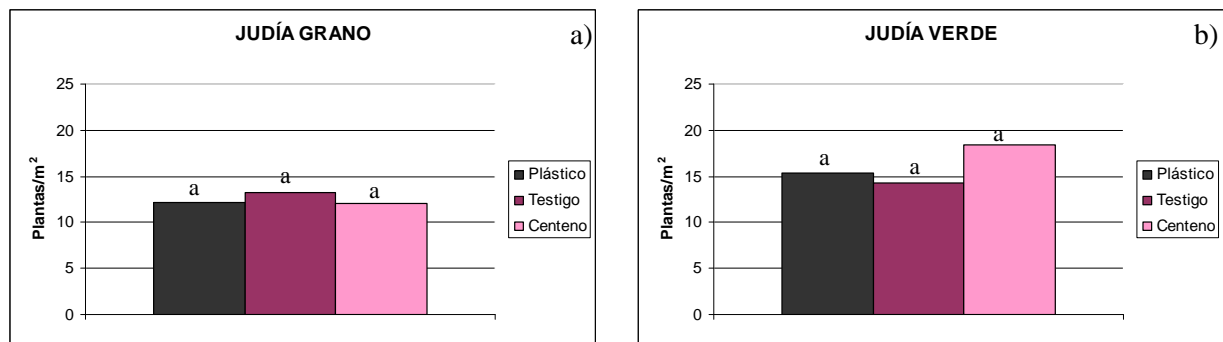 JUDÍA GRANO
a)
25
20
15
10
5
0
Plantas/m²
a
a
a
Plástico
Testigo
Centeno
JUDÍA VERDE
b)
25
20
15
10
5
0
Plantas/m²
a
a
a
Plástico
Testigo
Centeno